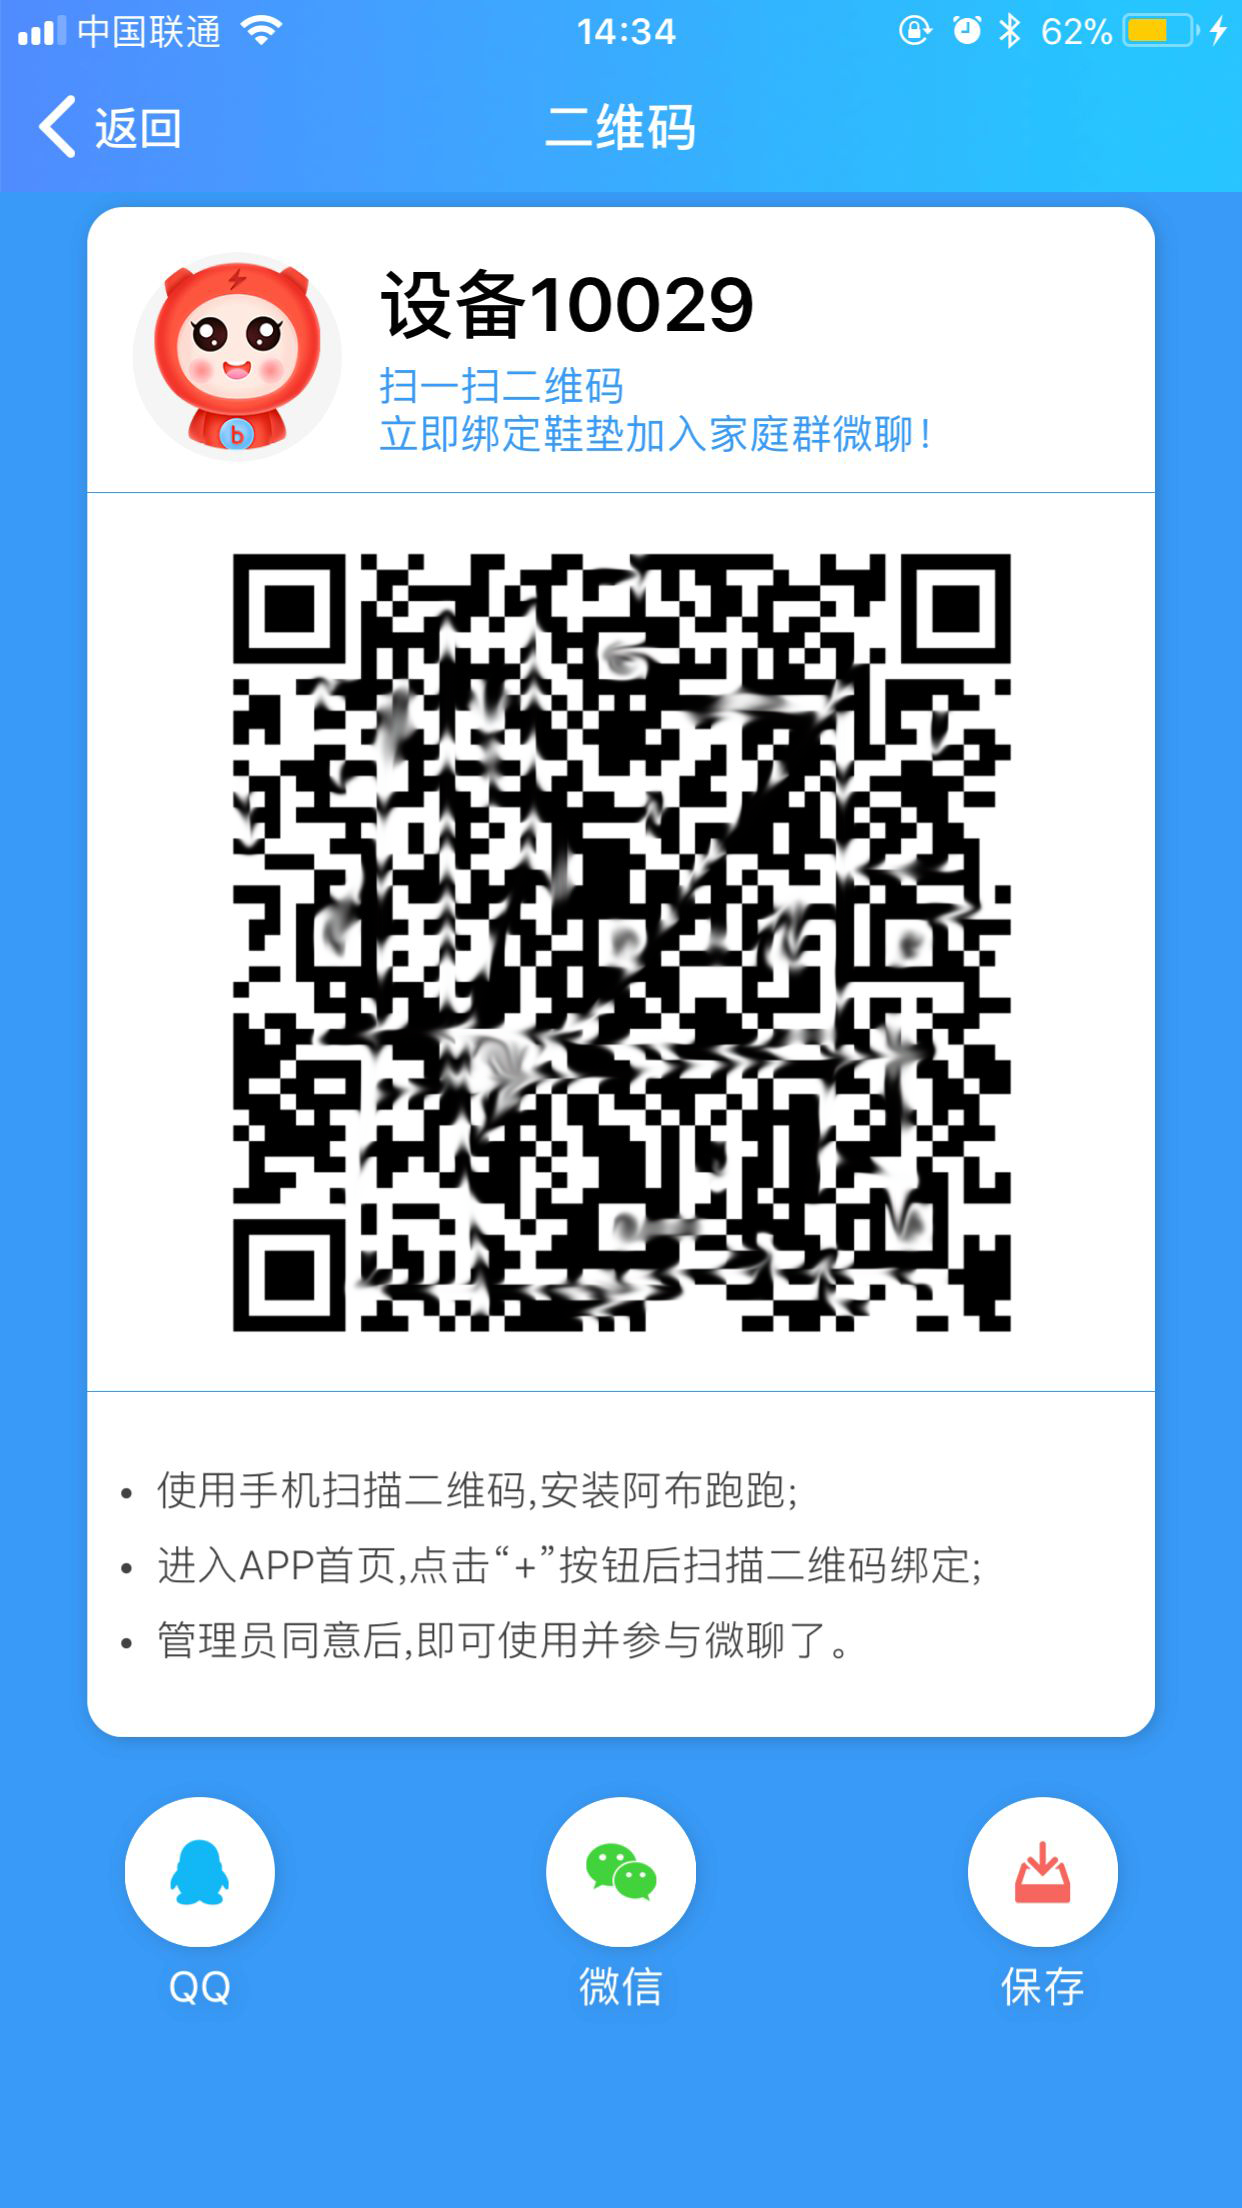 中国联通
14:34
62%
返回
二维码
设备10029
扫一扫二维码
立即绑定鞋垫加入家庭群微聊！
b
• 使用手机扫描二维码,安装阿布跑跑;
• 进入APP首页,点击“+”按钮后扫描二维码绑定;
• 管理员同意后,即可使用并参与微聊了。
QQ
微信
保存